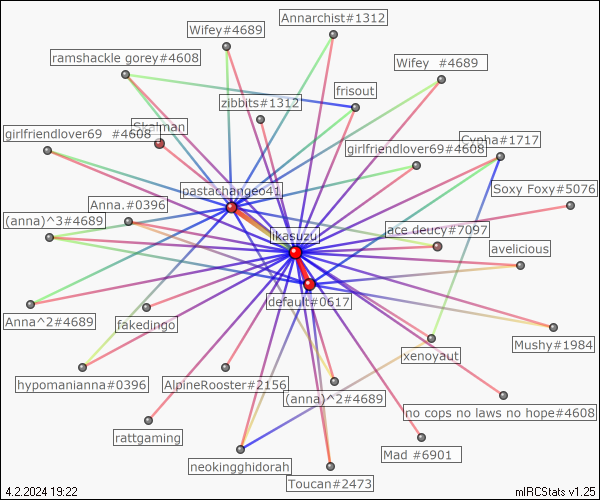 Annarchist#1312
Wifey#4689
ramshackle gorey#4608
Wifey #4689
zibbits#1312
frisout
Skalman
girlfriendlover69 #4608
Cypha#1717
girlfriendlover69#4608
pastachangeo41
Soxy Foxy#5076
Anna.#0396
(anna)^3#4689
ikasuzu
ace deucy#7097
avelicious
default#0617
Anna^2#4689
fakedingo
Mushy#1984
xenoyaut
hypomanianna#0396
AlpineRooster#2156
(anna)^2#4689
no cops no laws no hope#4608
rattgaming
Mad #6901
neokingghidorah
Toucan#2473
4.2.2024 19:22
mIRCStats v1.25